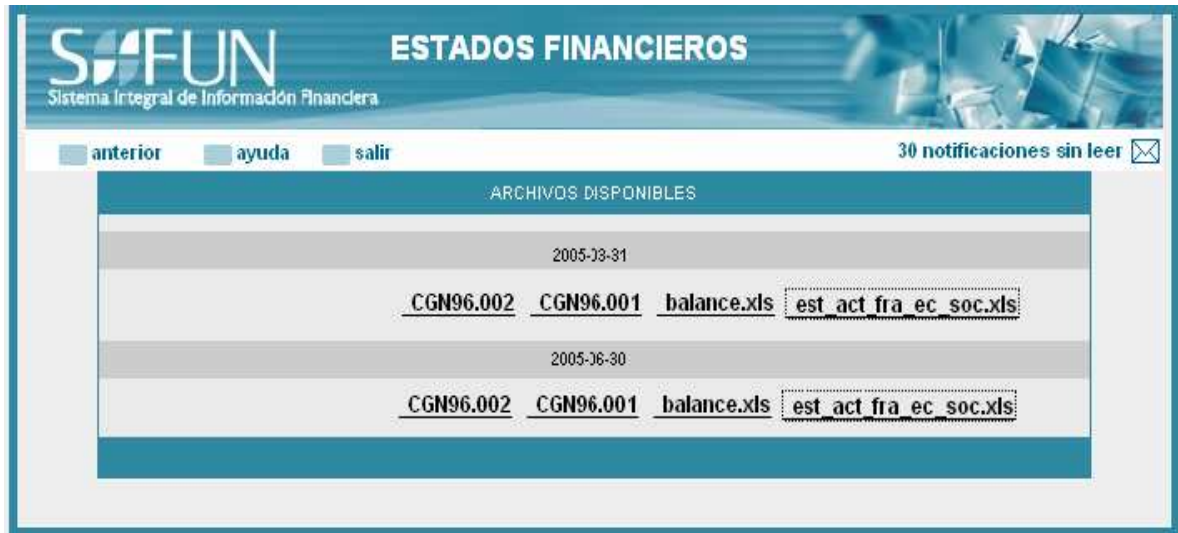 SIIFUN
ESTADOS FINANCIEROS
Sistema Integral de Información Financiera
anterior ayuda salir 30 notificaciones sin leer
ARCHIVOS DISPONIBLES
2005-03-31
CGN96.002 CGN96.001 balance.xls est_act_fra_ec_soc.xls
2005-06-30
CGN96.002 CGN96.001 balance.xls est_act_fra_ec_soc.xls